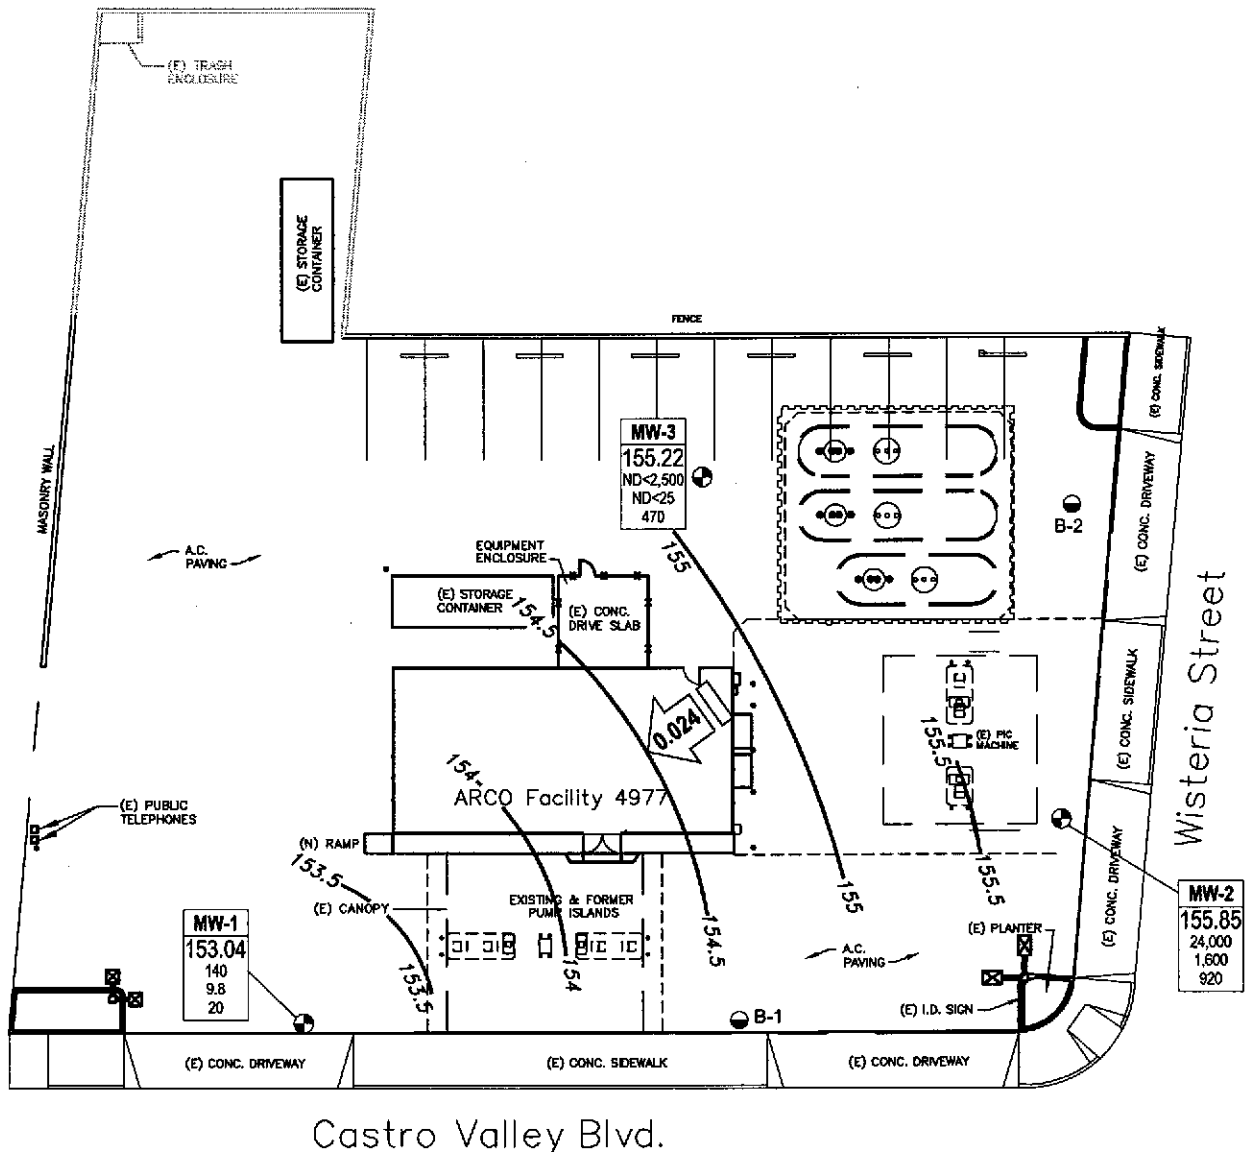 (E) TRASH
ENCLOSURE
(E) STORAGE
CONTAINER
FENCE
(E) CONC. SIDEWALK
MASONRY WALL
MW-3
155.22
ND<2,500
ND<25
470
B-2
(E) CONC. DRIVEWAY
A.C.
PAVING
EQUIPMENT
ENCLOSURE
155
(E) STORAGE
CONTAINER
154.5
(E) CONC.
DRIVE SLAB
Wisteria Street
(E) CONC. SIDEWALK
0.024
155.5
(E) PIC
MACHINE
154
ARCO Facility 4977
(E) PUBLIC
TELEPHONES
(N) RAMP
153.5
(E) CONC. DRIVEWAY
155
155.5
EXISTING & FORMER
PUMP ISLANDS
(E) CANOPY
MW-2
155.85
24,000
1,600
920
MW-1
153.04
140
9.8
20
154.5
154
153.5
A.C.
PAVING
(E) PLANTER
(E) I.D. SIGN
B-1
(E) CONC. DRIVEWAY
(E) CONC. SIDEWALK
(E) CONC. DRIVEWAY
Castro Valley Blvd.